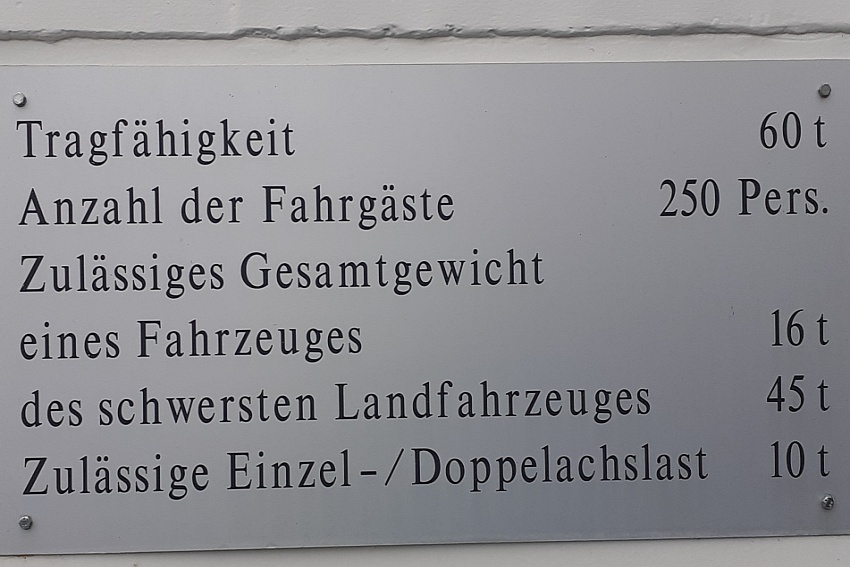 Tragfähigkeit 60 t
Anzahl der Fahrgäste 250 Pers.
Zulässiges Gesamtgewicht
eines Fahrzeuges 16 t
des schwersten Landfahrzeuges 45 t
Zulässige Einzel-/Doppelachslast 10 t